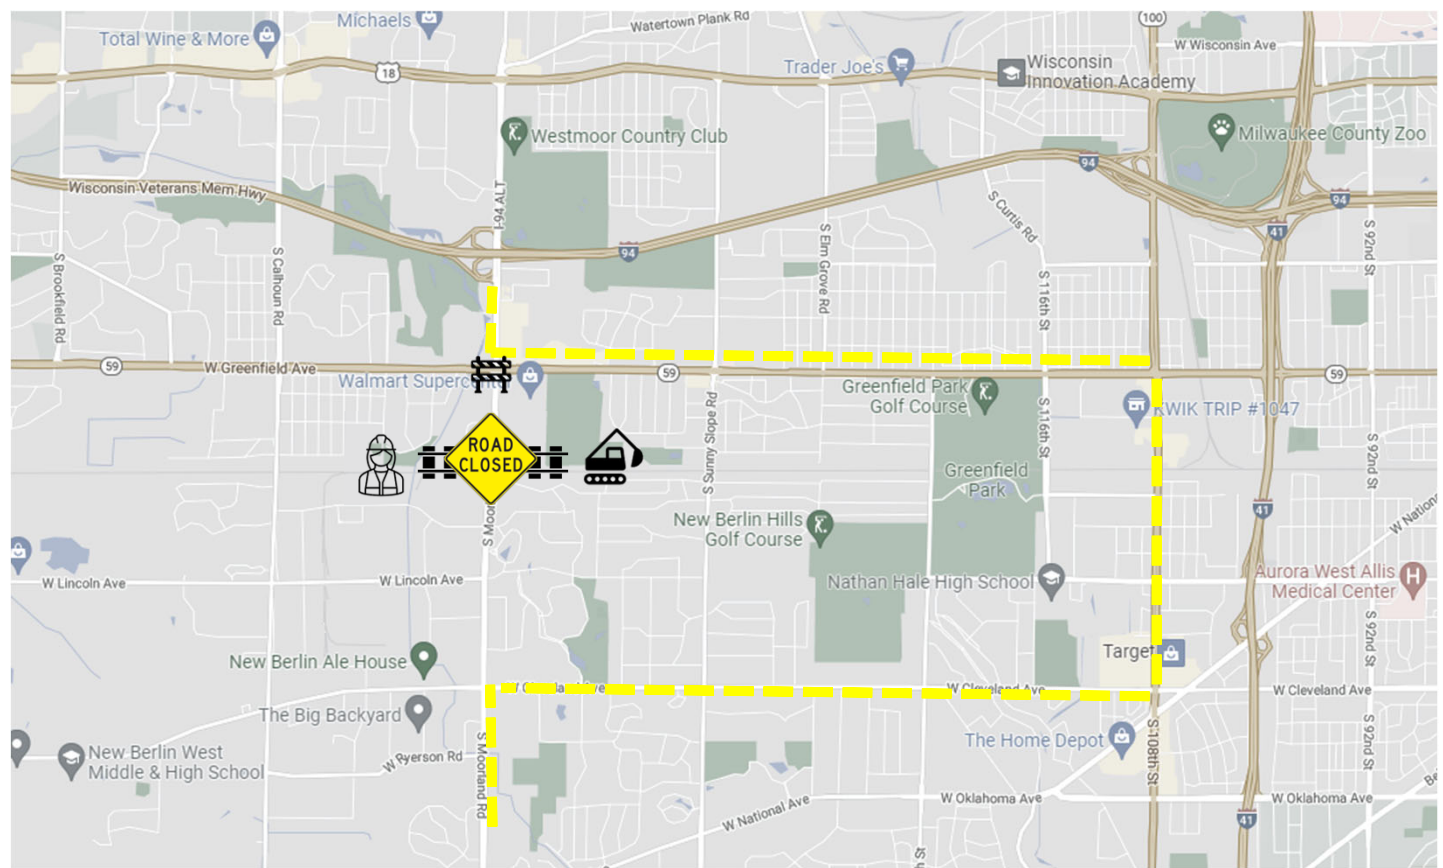 Michaels
Watertown Plank Rd
100
Total Wine & More
W Wisconsin Ave
18
Trader Joe's
Wisconsin
Innovation Academy
Westmoor Country Club
Milwaukee County Zoo
94
Wisconsin Veterans Mem Hwy
I-94 ALT
94
S Curtis Rd
41
S 92nd St
S Brookfield Rd
S Calhoun Rd
94
S Elm Grove Rd
S 116th St
59
W Greenfield Ave
Walmart
59
59
Greenfield Park
Golf Course
KWIK TRIP #1047
S Sunny Slope Rd
S 116th St
ROAD
CLOSED
S 92nd St
Greenfield
Park
New Berlin Hills
Golf Course
41
W Lincoln Ave
W Lincoln Ave
Nathan Hale High School
Aurora West Allis
Medical Center
New Berlin Ale House
Target
S 92nd St
W Cleveland Ave
W Cleveland Ave
The Big Backyard
S Moorland Rd
The Home Depot
S 108th St
S 92nd St
New Berlin West
Middle & High School
W Ryerson Rd
W National Ave
W Oklahoma Ave
W Oklahoma Ave
41